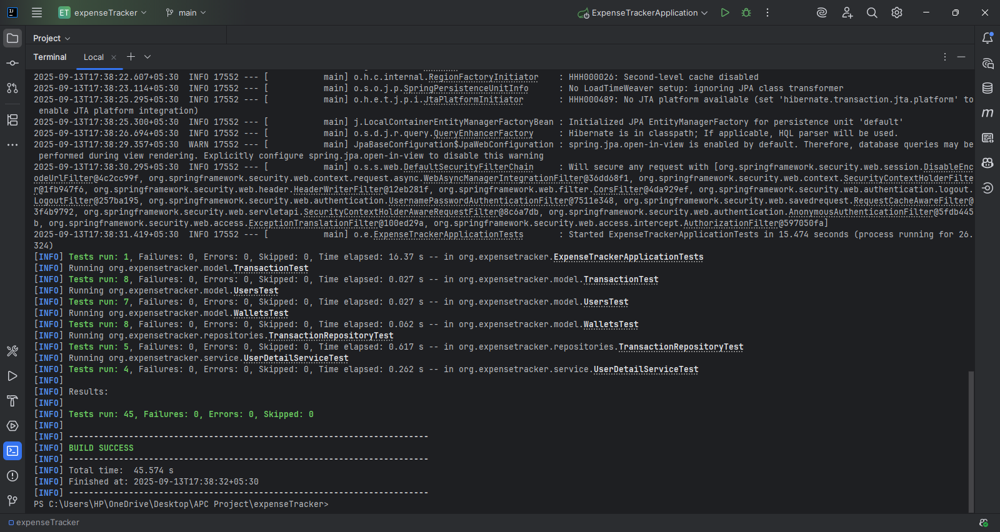 ET expenseTracker main ExpenseTrackerApplication
Project
Terminal Local
2025-09-13T17:38:22.607+05:30  INFO 17552 --- [           main] o.h.c.internal.RegionFactoryInitiator    : HHH000026: Second-level cache disabled
2025-09-13T17:38:23.114+05:30  INFO 17552 --- [           main] o.s.o.j.p.SpringPersistenceUnitInfo      : No LoadTimeWeaver setup: ignoring JPA class transformer
2025-09-13T17:38:25.295+05:30  INFO 17552 --- [           main] o.h.e.t.j.p.i.JtaPlatformInitiator       : HHH000489: No JTA platform available (set 'hibernate.transaction.jta.platform' to
enable JTA platform integration)
2025-09-13T17:38:25.300+05:30  INFO 17552 --- [           main] j.LocalContainerEntityManagerFactoryBean : Initialized JPA EntityManagerFactory for persistence unit 'default'
2025-09-13T17:38:26.694+05:30  INFO 17552 --- [           main] o.s.d.j.r.query.QueryEnhancerFactory     : Hibernate is in classpath; If applicable, HQL parser will be used.
2025-09-13T17:38:29.357+05:30  WARN 17552 --- [           main] JpaBaseConfiguration$JpaWebConfiguration : spring.jpa.open-in-view is enabled by default. Therefore, database queries may be
performed during view rendering. Explicitly configure spring.jpa.open-in-view to disable this warning
2025-09-13T17:38:30.295+05:30  INFO 17552 --- [           main] o.s.s.web.DefaultSecurityFilterChain     : Will secure any request with [org.springframework.security.web.session.DisableEnc
odeUrlFilter@4c2cc99f, org.springframework.security.web.context.request.async.WebAsyncManagerIntegrationFilter@36dd68f1, org.springframework.security.web.context.SecurityContextHolderFilte
r@1fb947f6, org.springframework.security.web.header.HeaderWriterFilter@12eb281f, org.springframework.web.filter.CorsFilter@4da929ef, org.springframework.security.web.authentication.logout.
LogoutFilter@257ba195, org.springframework.security.web.authentication.UsernamePasswordAuthenticationFilter@7511e348, org.springframework.security.web.savedrequest.RequestCacheAwareFilter@
3f4b9792, org.springframework.security.web.servletapi.SecurityContextHolderAwareRequestFilter@8c6a7db, org.springframework.security.web.authentication.AnonymousAuthenticationFilter@5fdb445
b, org.springframework.security.web.access.ExceptionTranslationFilter@100ed29a, org.springframework.security.web.access.intercept.AuthorizationFilter@597050fa]
2025-09-13T17:38:31.419+05:30  INFO 17552 --- [           main] o.e.ExpenseTrackerApplicationTests       : Started ExpenseTrackerApplicationTests in 15.474 seconds (process running for 26.
324)
[INFO] Tests run: 1, Failures: 0, Errors: 0, Skipped: 0, Time elapsed: 16.37 s -- in org.expensetracker.ExpenseTrackerApplicationTests
[INFO] Running org.expensetracker.model.TransactionTest
[INFO] Tests run: 8, Failures: 0, Errors: 0, Skipped: 0, Time elapsed: 0.027 s -- in org.expensetracker.model.TransactionTest
[INFO] Running org.expensetracker.model.UsersTest
[INFO] Tests run: 7, Failures: 0, Errors: 0, Skipped: 0, Time elapsed: 0.027 s -- in org.expensetracker.model.UsersTest
[INFO] Running org.expensetracker.model.WalletsTest
[INFO] Tests run: 8, Failures: 0, Errors: 0, Skipped: 0, Time elapsed: 0.062 s -- in org.expensetracker.model.WalletsTest
[INFO] Running org.expensetracker.repositories.TransactionRepositoryTest
[INFO] Tests run: 5, Failures: 0, Errors: 0, Skipped: 0, Time elapsed: 0.617 s -- in org.expensetracker.repositories.TransactionRepositoryTest
[INFO] Running org.expensetracker.service.UserDetailServiceTest
[INFO] Tests run: 4, Failures: 0, Errors: 0, Skipped: 0, Time elapsed: 0.262 s -- in org.expensetracker.service.UserDetailServiceTest
[INFO]
[INFO] Results:
[INFO]
[INFO] Tests run: 45, Failures: 0, Errors: 0, Skipped: 0
[INFO]
[INFO] ------------------------------------------------------------------------
[INFO] BUILD SUCCESS
[INFO] ------------------------------------------------------------------------
[INFO] Total time:  45.574 s
[INFO] Finished at: 2025-09-13T17:38:32+05:30
[INFO] ------------------------------------------------------------------------
PS C:\Users\HP\OneDrive\Desktop\APC Project\expenseTracker>
expenseTracker